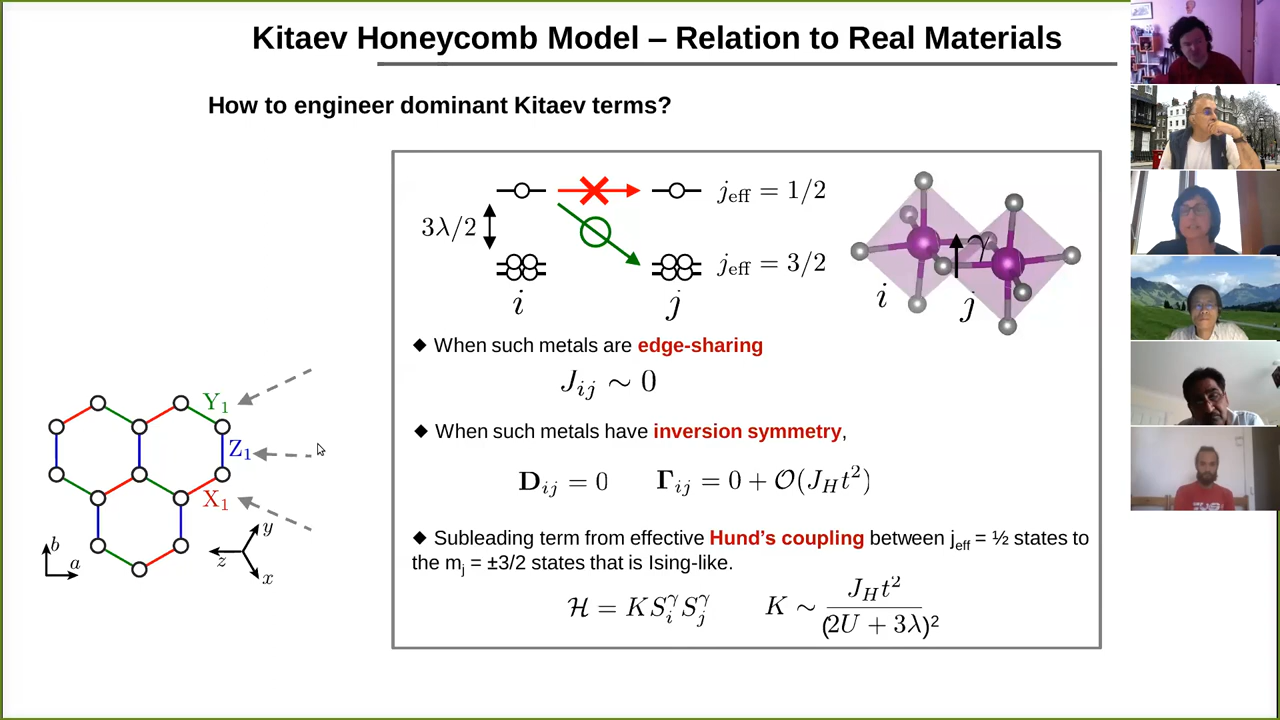 Kitaev Honeycomb Model – Relation to Real Materials
How to engineer dominant Kitaev terms?
j_eff = 1/2
3λ/2
j_eff = 3/2
i
j
γ
i
j
◆ When such metals are edge-sharing
J_ij ∼ 0
◆ When such metals have inversion symmetry,
D_ij = 0 Γ_ij = 0 + O(J_H t²)
◆ Subleading term from effective Hund's coupling between j_eff = ½ states to
the m_j = ±3/2 states that is Ising-like.
H = K S_i^γ S_j^γ K ∼ J_H t² / (2U + 3λ)²
Y₁
Z₁
X₁
b
a
y
z
x